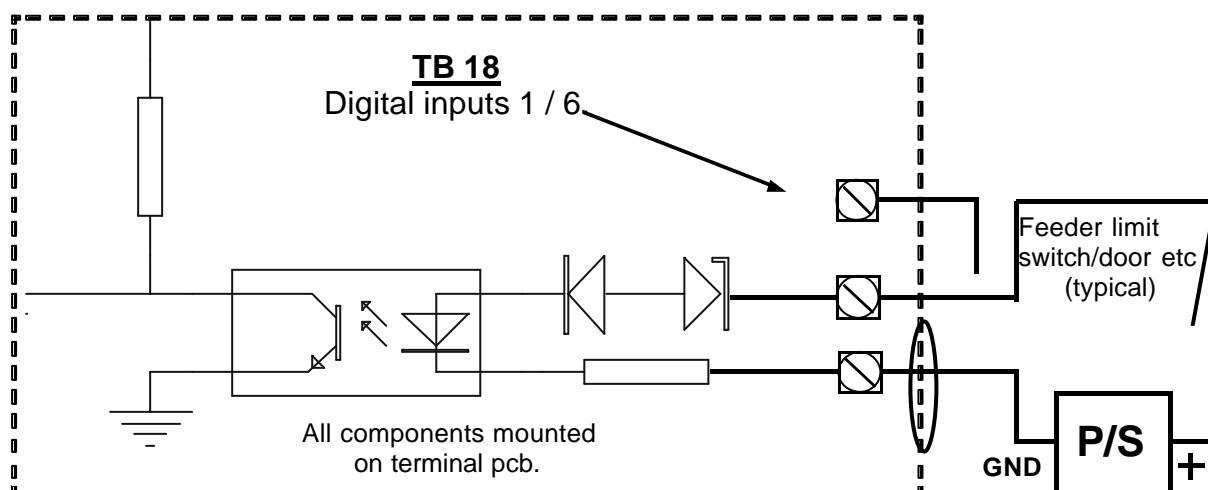 TB 18
Digital inputs 1 / 6
Feeder limit
switch/door etc
(typical)
All components mounted
on terminal pcb.
GND
P/S
+